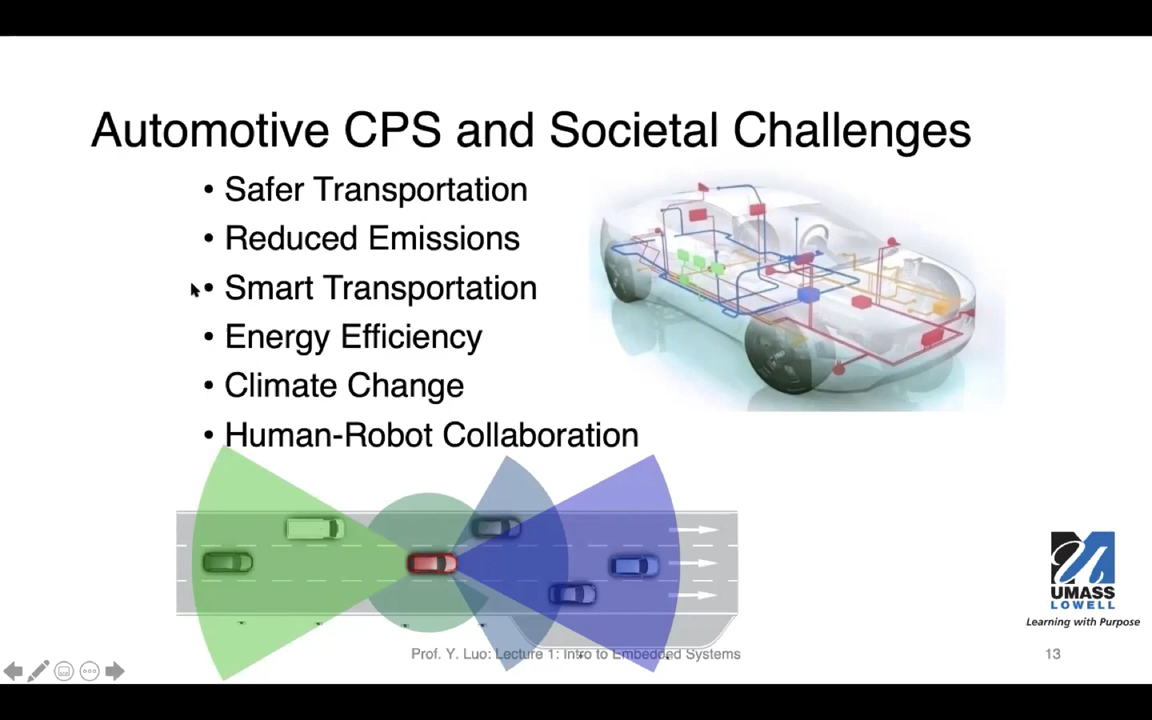 Automotive CPS and Societal Challenges
• Safer Transportation
• Reduced Emissions
• Smart Transportation
• Energy Efficiency
• Climate Change
• Human-Robot Collaboration
UMASS
LOWELL
Learning with Purpose
Prof. Y. Luo: Lecture 1: Intro to Embedded Systems
13